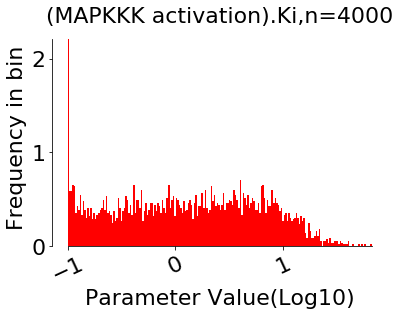 (MAPKKK activation).Ki,n=4000
Frequency in bin
2
1
0
−1
0
1
Parameter Value(Log10)